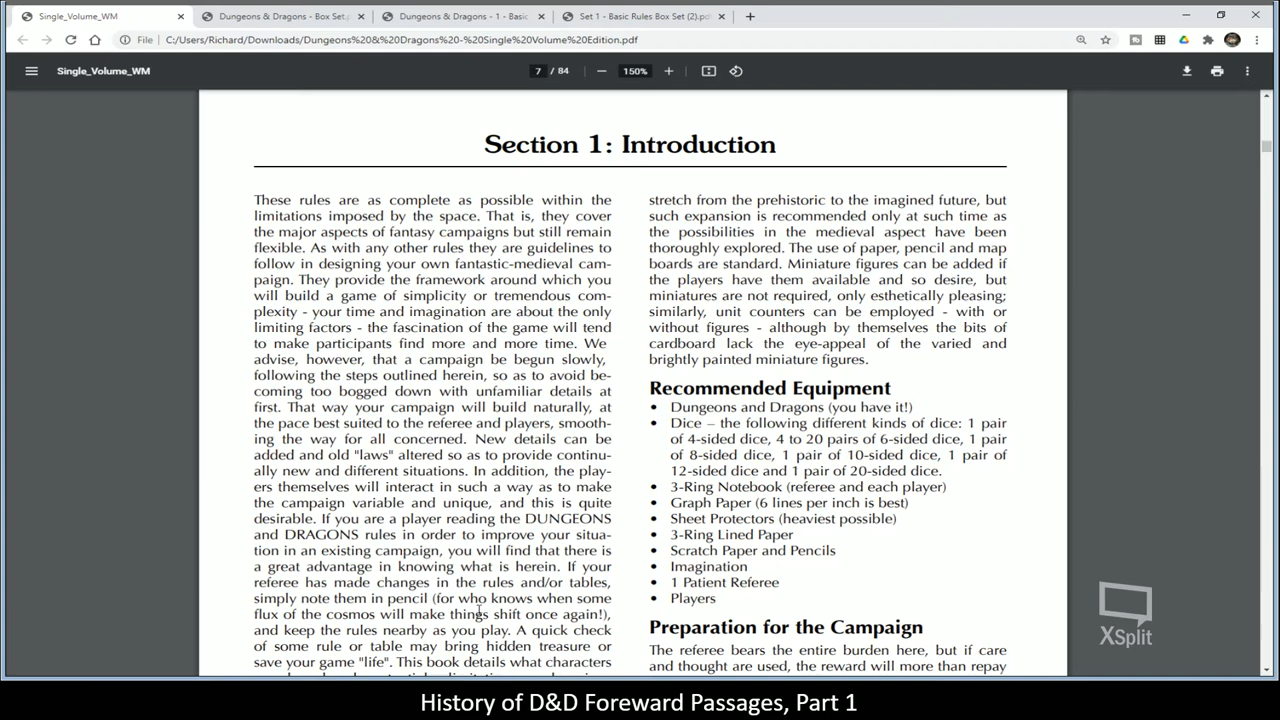 Single_Volume_WM
Dungeons & Dragons - Box Set.p
Dungeons & Dragons - 1 - Basic
Set 1 - Basic Rules Box Set (2).pd
File
C:/Users/Richard/Downloads/Dungeons%20&%20Dragons%20-%20Single%20Volume%20Edition.pdf
Single_Volume_WM
7 / 84
150%
Section 1: Introduction
These rules are as complete as possible within the
limitations imposed by the space. That is, they cover
the major aspects of fantasy campaigns but still remain
flexible. As with any other rules they are guidelines to
follow in designing your own fantastic-medieval cam-
paign. They provide the framework around which you
will build a game of simplicity or tremendous com-
plexity - your time and imagination are about the only
limiting factors - the fascination of the game will tend
to make participants find more and more time. We
advise, however, that a campaign be begun slowly,
following the steps outlined herein, so as to avoid be-
coming too bogged down with unfamiliar details at
first. That way your campaign will build naturally, at
the pace best suited to the referee and players, smooth-
ing the way for all concerned. New details can be
added and old "laws" altered so as to provide continu-
ally new and different situations. In addition, the play-
ers themselves will interact in such a way as to make
the campaign variable and unique, and this is quite
desirable. If you are a player reading the DUNGEONS
and DRAGONS rules in order to improve your situa-
tion in an existing campaign, you will find that there is
a great advantage in knowing what is herein. If your
referee has made changes in the rules and/or tables,
simply note them in pencil (for who knows when some
flux of the cosmos will make things shift once again!),
and keep the rules nearby as you play. A quick check
of some rule or table may bring hidden treasure or
save your game "life". This book details what characters
stretch from the prehistoric to the imagined future, but
such expansion is recommended only at such time as
the possibilities in the medieval aspect have been
thoroughly explored. The use of paper, pencil and map
boards are standard. Miniature figures can be added if
the players have them available and so desire, but
miniatures are not required, only esthetically pleasing;
similarly, unit counters can be employed - with or
without figures - although by themselves the bits of
cardboard lack the eye-appeal of the varied and
brightly painted miniature figures.
Recommended Equipment
• Dungeons and Dragons (you have it!)
• Dice – the following different kinds of dice: 1 pair
of 4-sided dice, 4 to 20 pairs of 6-sided dice, 1 pair
of 8-sided dice, 1 pair of 10-sided dice, 1 pair of
12-sided dice and 1 pair of 20-sided dice.
• 3-Ring Notebook (referee and each player)
• Graph Paper (6 lines per inch is best)
• Sheet Protectors (heaviest possible)
• 3-Ring Lined Paper
• Scratch Paper and Pencils
• Imagination
• 1 Patient Referee
• Players
Preparation for the Campaign
The referee bears the entire burden here, but if care
and thought are used, the reward will more than repay
XSplit
History of D&D Foreward Passages, Part 1